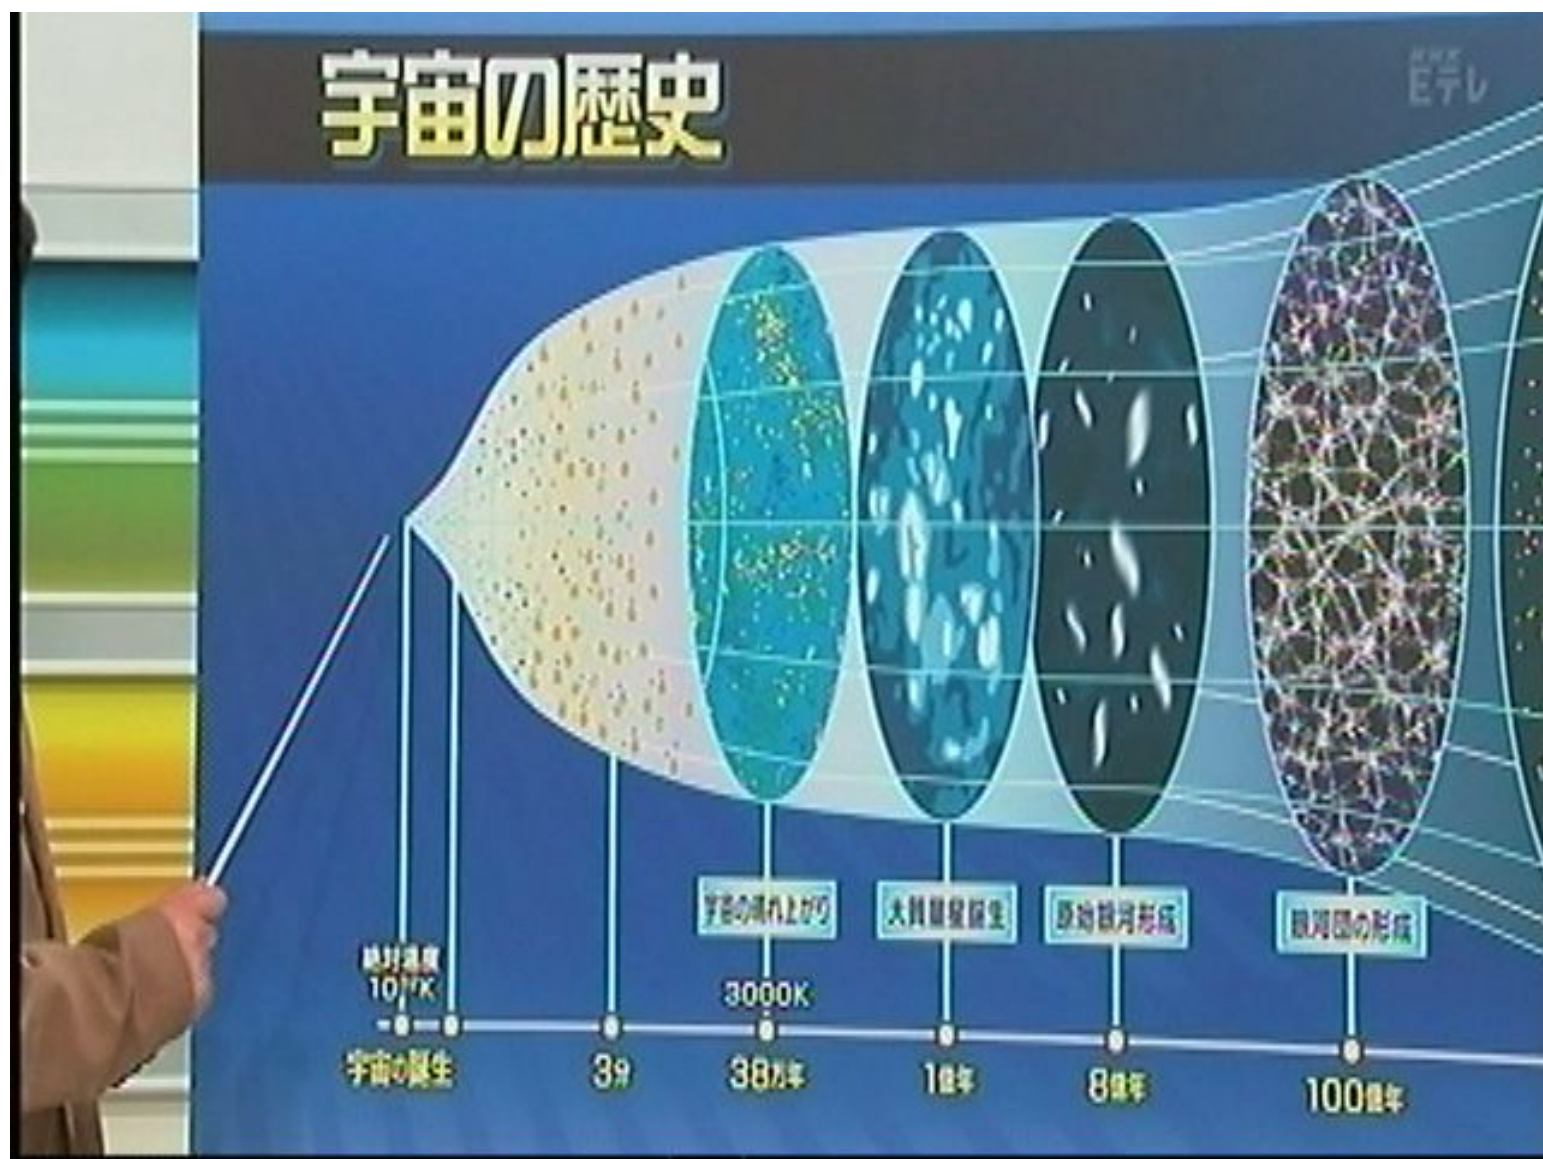 宇宙の歴史
NHK
Eテレ
宇宙の晴れ上がり
大質量星誕生
原始銀河形成
銀河団の形成
絶対温度
3000K
宇宙の誕生
3分
38万年
1億年
8億年
100億年